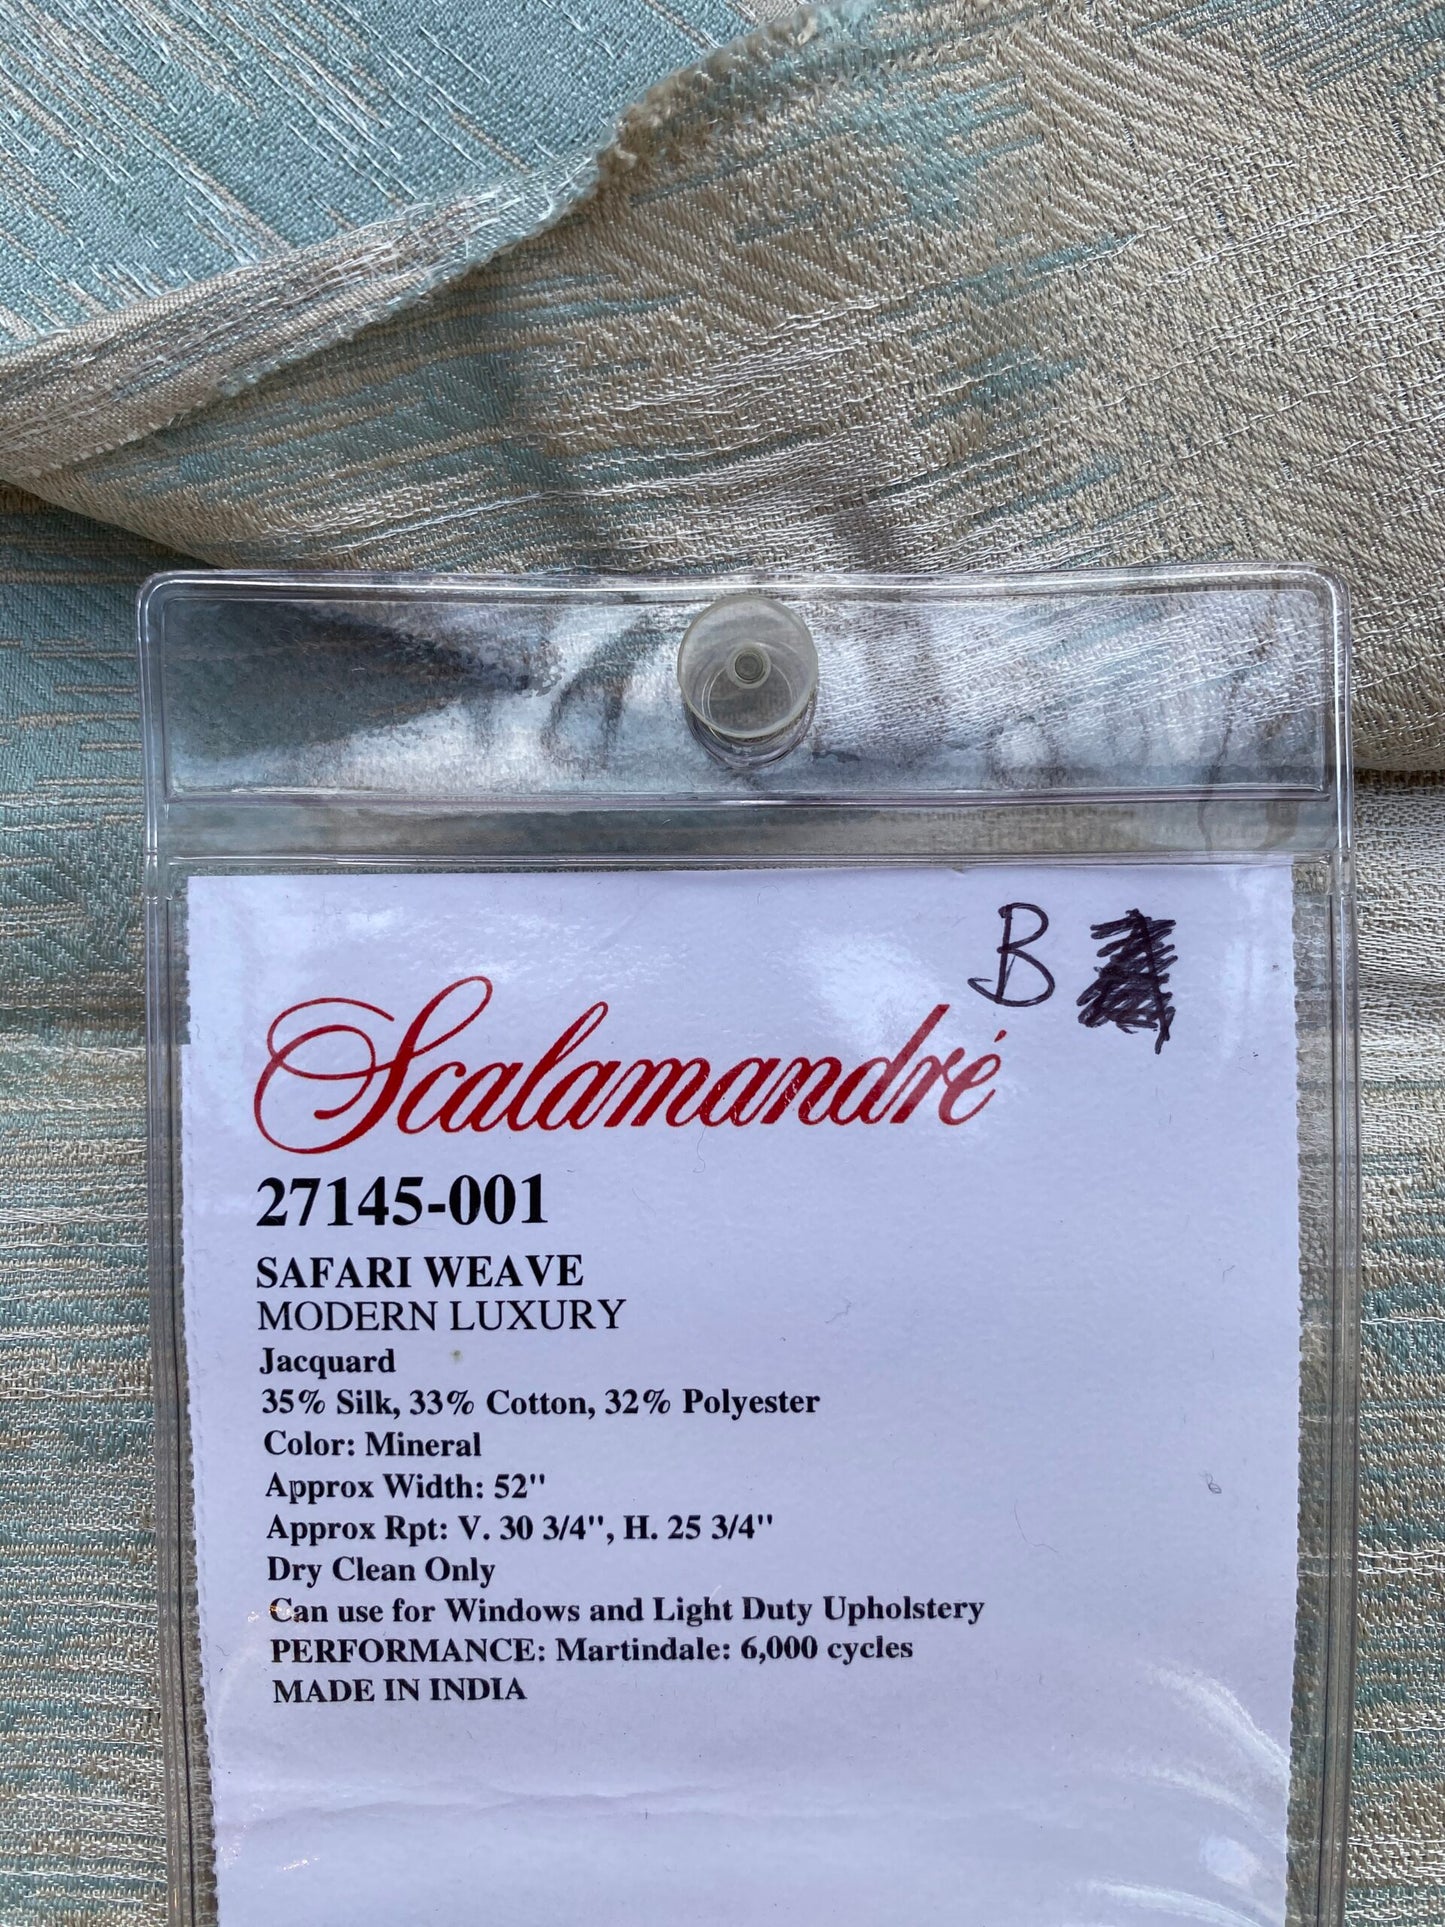 B
Scalamandré
27145-001
SAFARI WEAVE
MODERN LUXURY
Jacquard
35% Silk, 33% Cotton, 32% Polyester
Color: Mineral
Approx Width: 52"
Approx Rpt: V. 30 3/4", H. 25 3/4"
Dry Clean Only
Can use for Windows and Light Duty Upholstery
PERFORMANCE: Martindale: 6,000 cycles
MADE IN INDIA